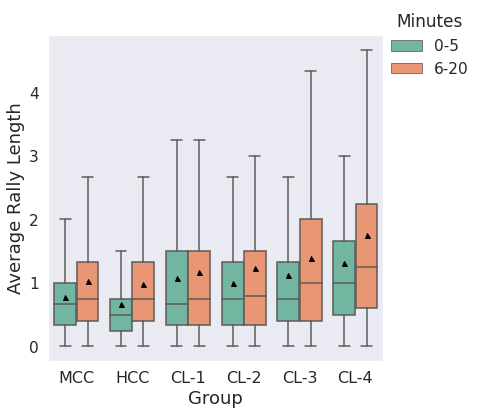 Minutes
0-5
6-20
Average Rally Length
4
3
2
1
0
MCC HCC CL-1 CL-2 CL-3 CL-4
Group